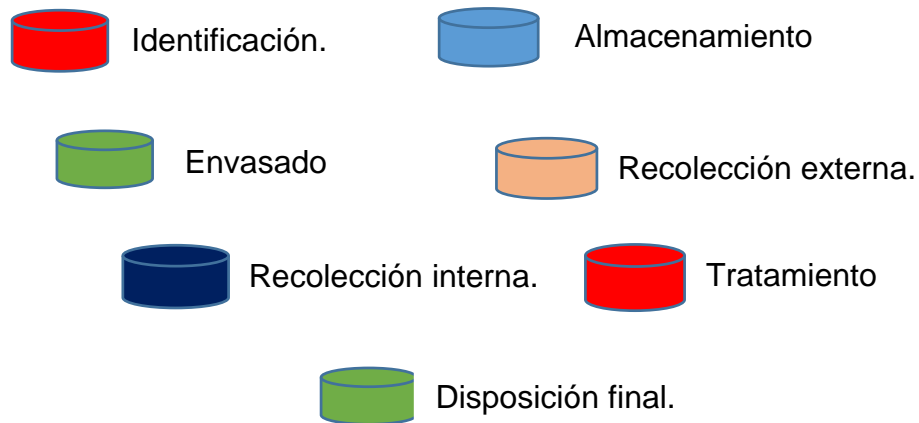 Identificación.
Almacenamiento
Envasado
Recolección externa.
Recolección interna.
Tratamiento
Disposición final.